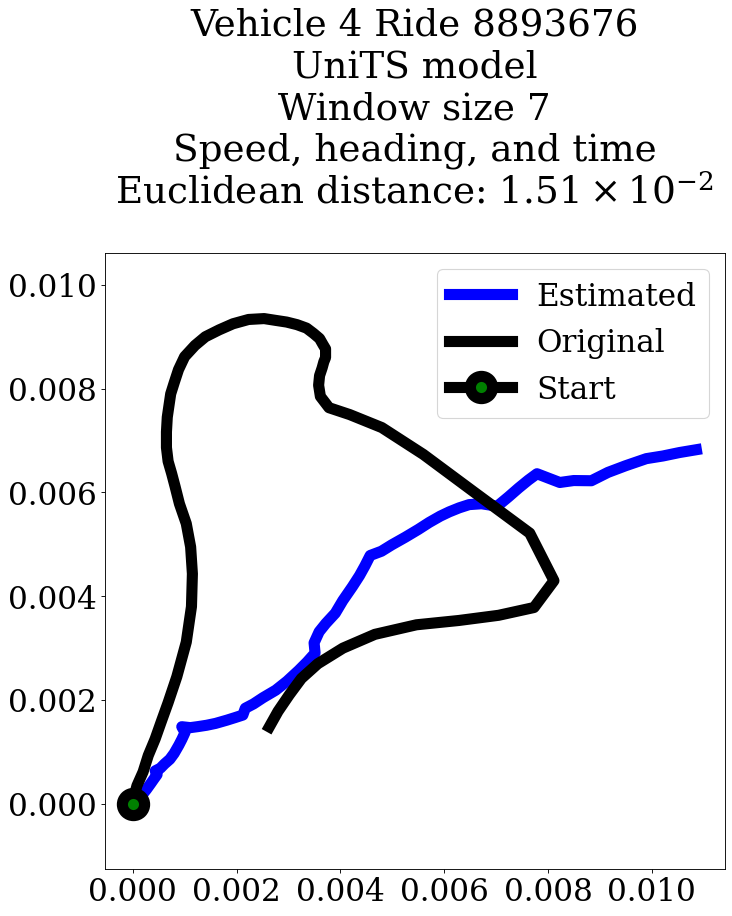 Vehicle 4 Ride 8893676
UniTS model
Window size 7
Speed, heading, and time
Euclidean distance: 1.51 × 10⁻²
0.010
0.008
0.006
0.004
0.002
0.000
Estimated
Original
Start
0.000 0.002 0.004 0.006 0.008 0.010